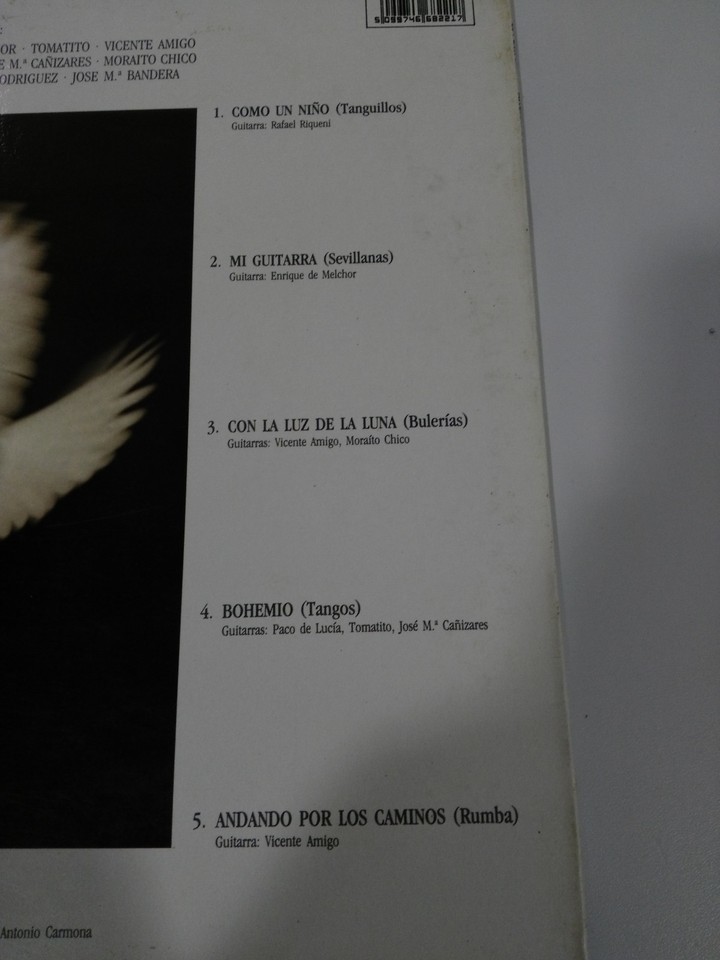 5099746682217
OR · TOMATITO · VICENTE AMIGO
E M.ª CAÑIZARES · MORAITO CHICO
ODRIGUEZ · JOSE M.ª BANDERA
1. COMO UN NIÑO (Tanguillos)
Guitarra: Rafael Riqueni
2. MI GUITARRA (Sevillanas)
Guitarra: Enrique de Melchor
3. CON LA LUZ DE LA LUNA (Bulerías)
Guitarras: Vicente Amigo, Moraíto Chico
4. BOHEMIO (Tangos)
Guitarras: Paco de Lucía, Tomatito, José M.ª Cañizares
5. ANDANDO POR LOS CAMINOS (Rumba)
Guitarra: Vicente Amigo
Antonio Carmona